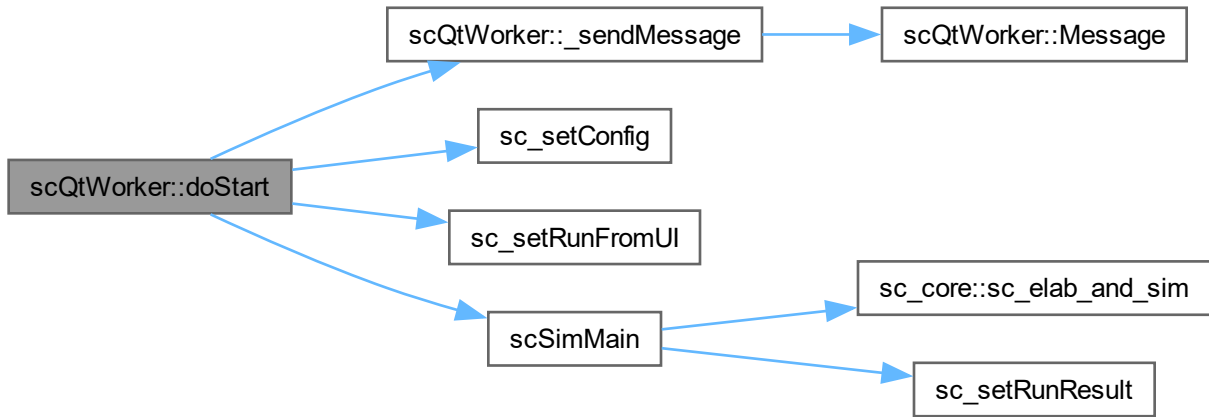 scQtWorker::doStart
scQtWorker::_sendMessage
scQtWorker::Message
sc_setConfig
sc_setRunFromUI
scSimMain
sc_core::sc_elab_and_sim
sc_setRunResult